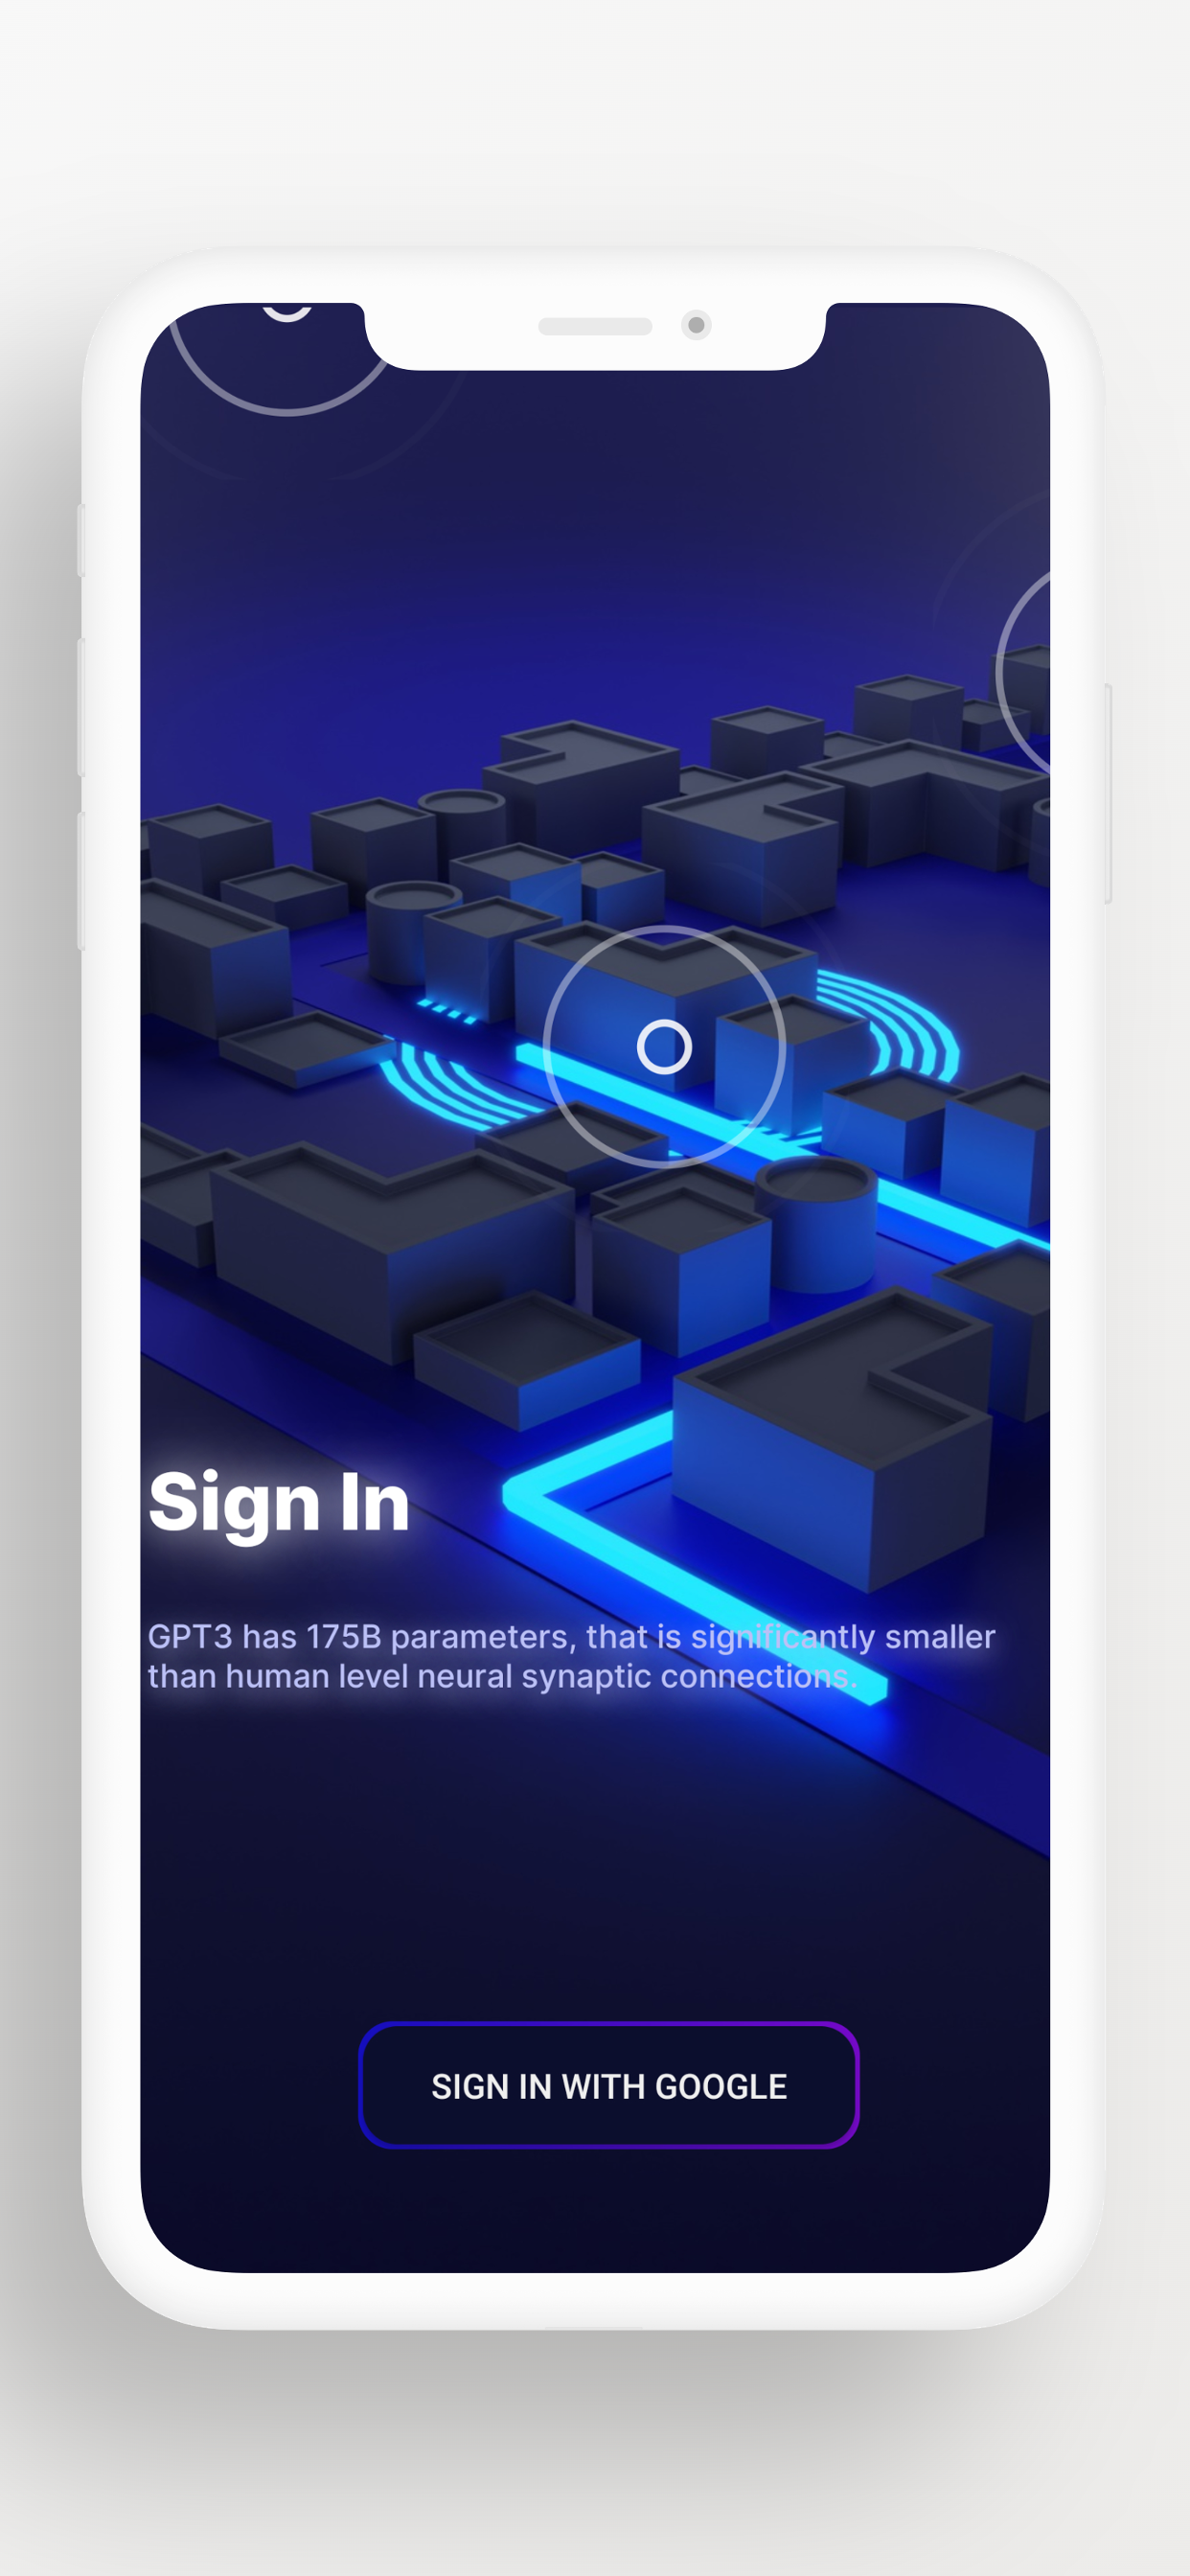 Sign In
GPT3 has 175B parameters, that is significantly smaller
than human level neural synaptic connections.
SIGN IN WITH GOOGLE